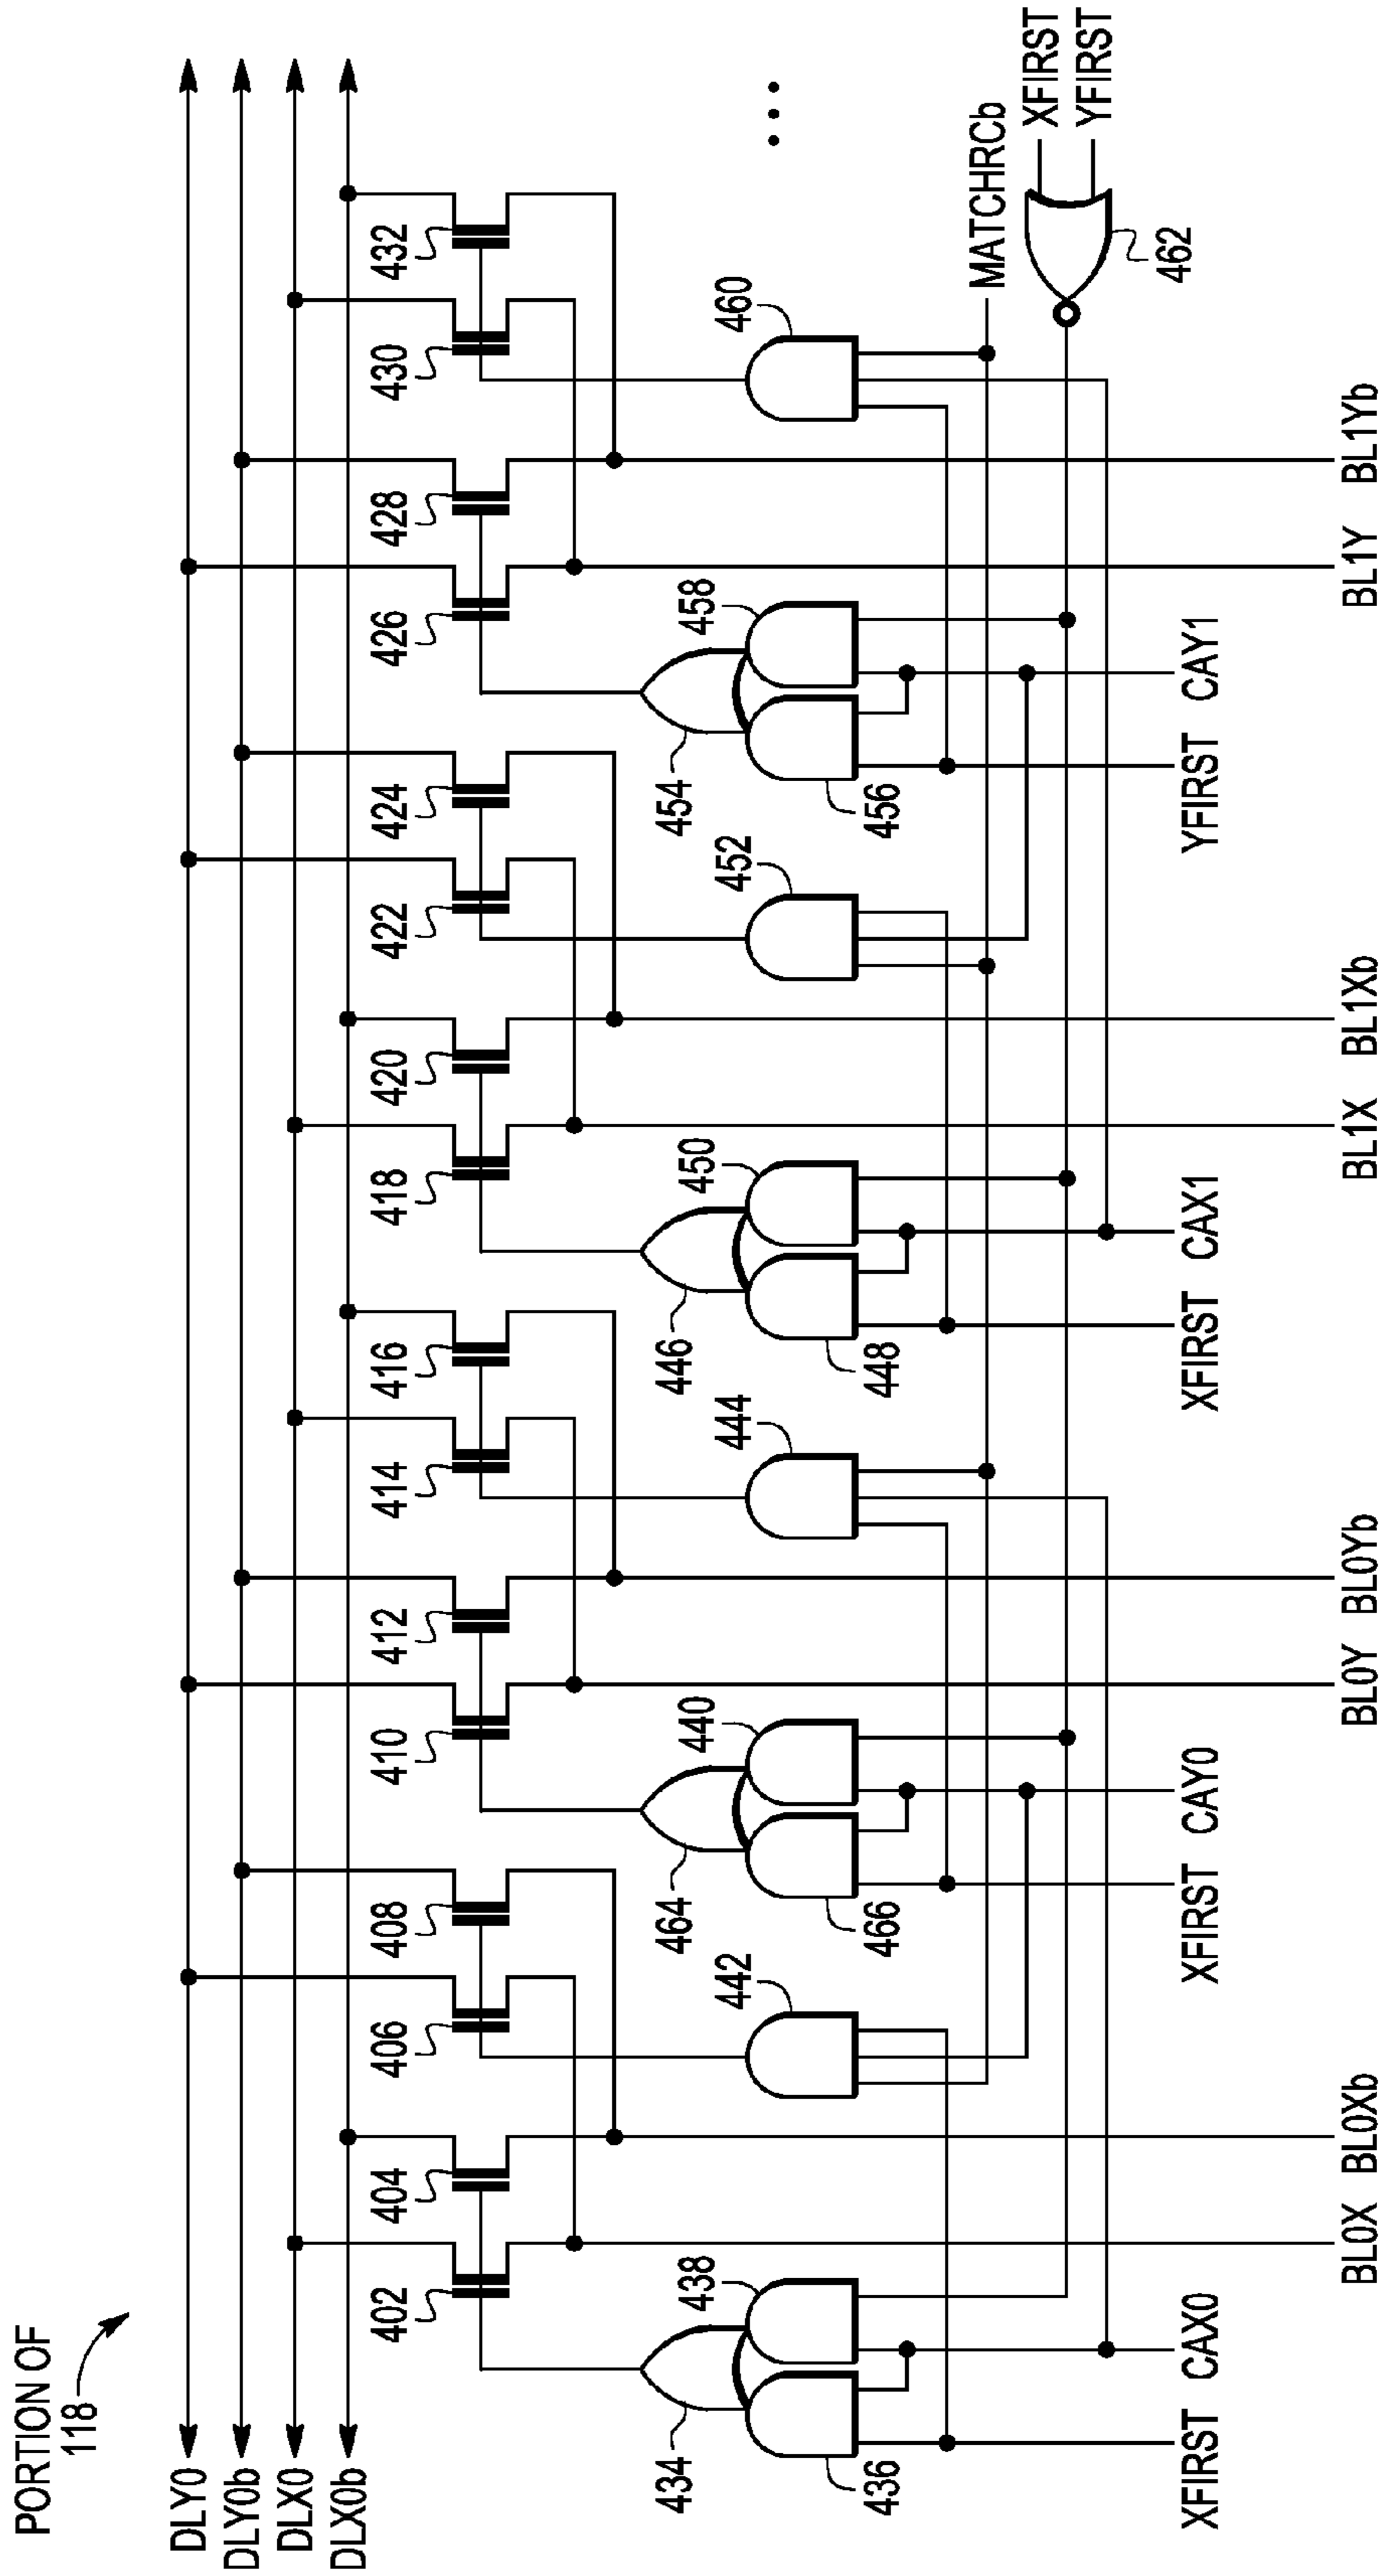 PORTION OF
118
DLY0
DLY0b
DLX0
DLX0b
402
404
406
408
410
412
414
416
418
420
422
424
426
428
430
432
434
436
438
442
464
466
440
444
446
448
450
452
454
456
458
460
462
MATCHRCb
XFIRST
YFIRST
XFIRST
CAX0
XFIRST
CAY0
XFIRST
CAX1
YFIRST
CAY1
BL0X
BL0Xb
BL0Y
BL0Yb
BL1X
BL1Xb
BL1Y
BL1Yb